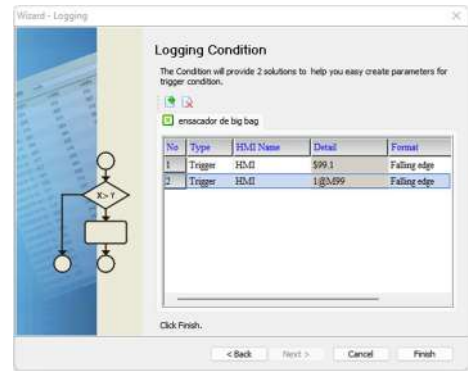 Wizard - Logging
Logging Condition
The Condition will provide 2 solutions to help you easy create parameters for
trigger condition.
ensacador de big bag
No Type HMI Name Detail Format
1 Trigger HMI $99.1 Falling edge
2 Trigger HMI 1@M99 Falling edge
X>Y
Click Finish.
< Back Next > Cancel Finish